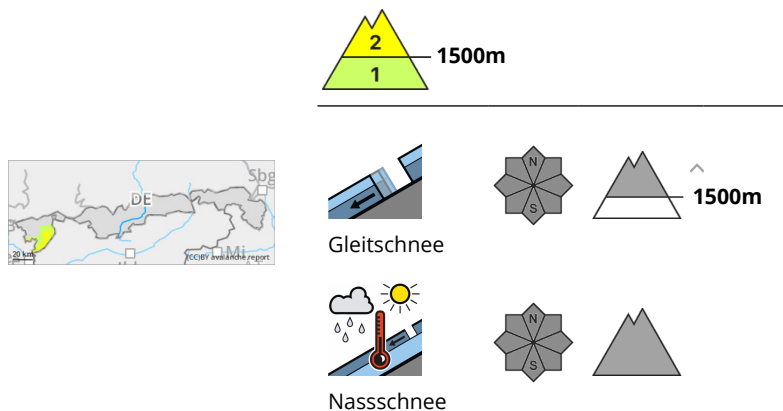 2
1500m
1
DE
Sbg
20 km
Mi
(CC)BY avalanche.report
N
S
1500m
Gleitschnee
N
S
Nassschnee